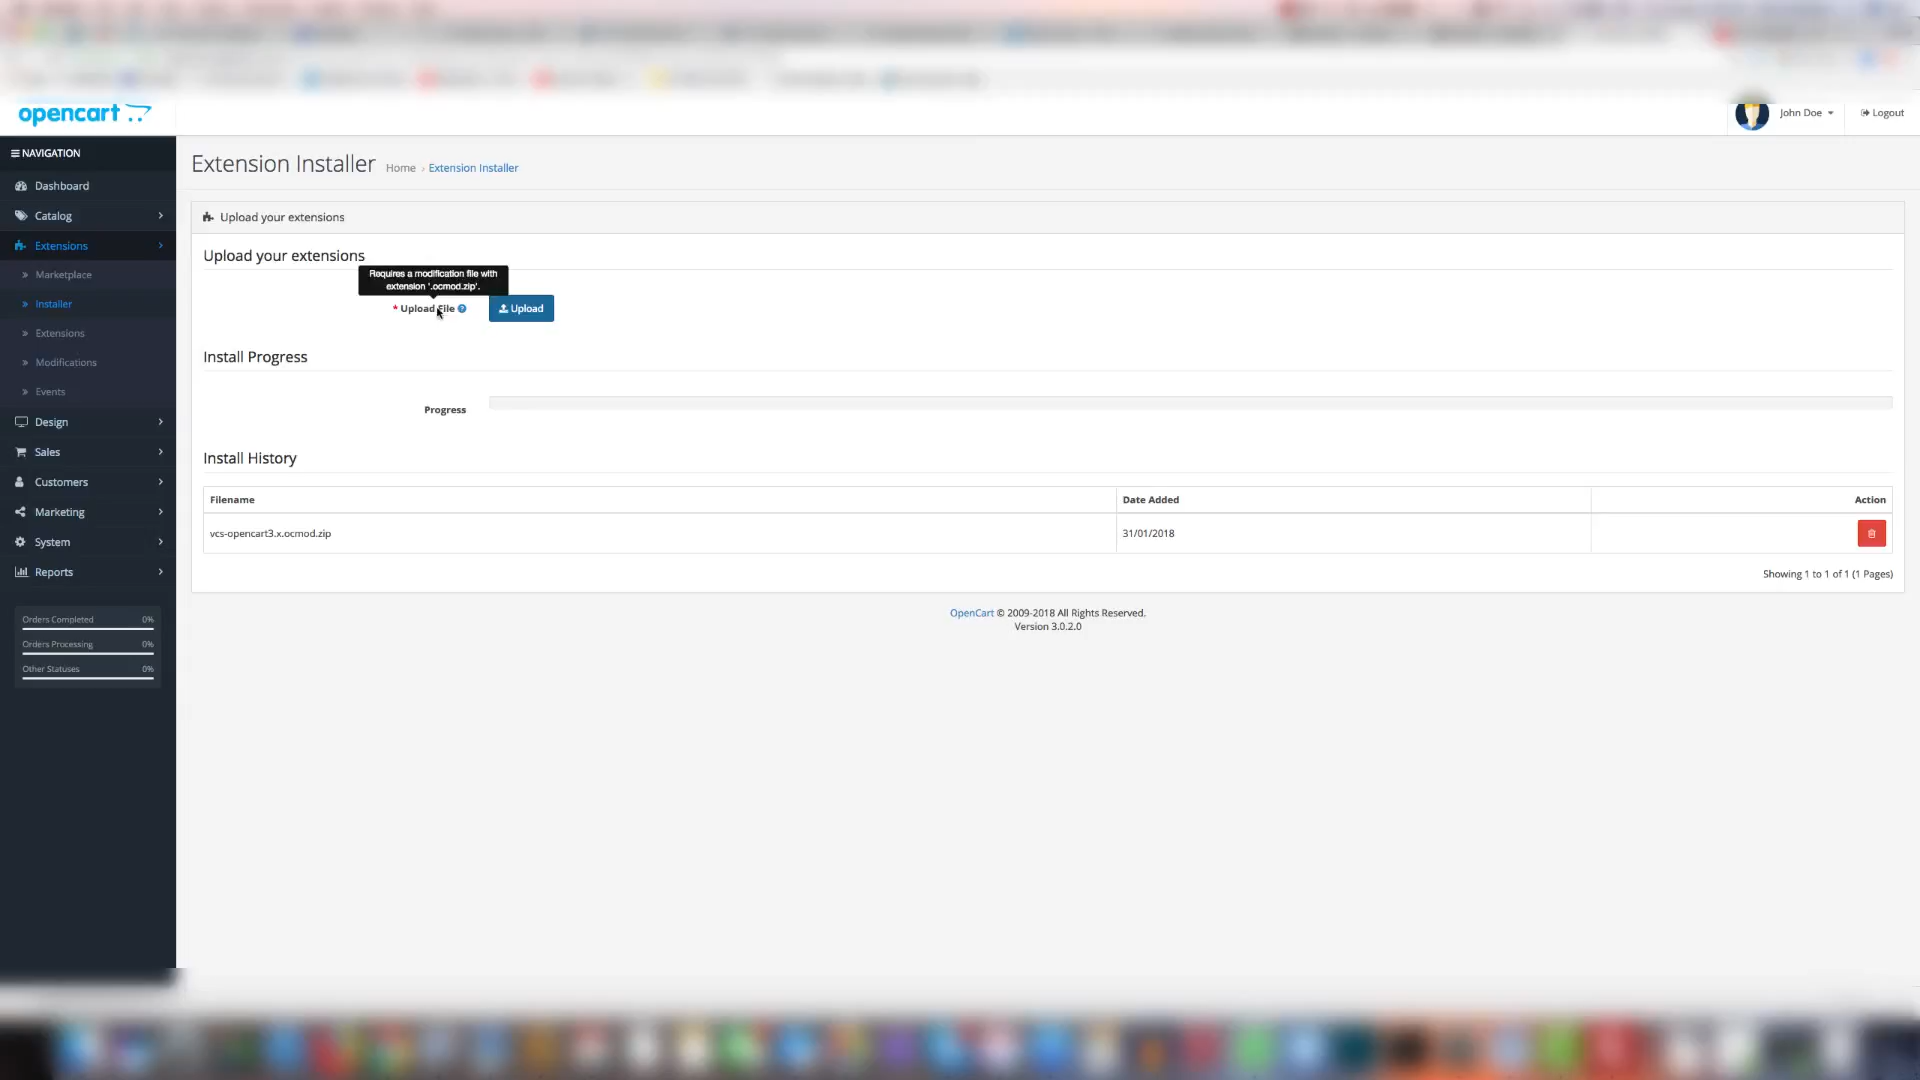 opencart
John Doe
Logout
NAVIGATION
Extension Installer
Home › Extension Installer
Dashboard
Catalog
Extensions
» Marketplace
» Installer
» Extensions
» Modifications
» Events
Design
Sales
Customers
Marketing
System
Reports
Orders Completed 0%
Orders Processing 0%
Other Statuses 0%
Upload your extensions
Upload your extensions
Requires a modification file with
extension '.ocmod.zip'.
* Upload File
Upload
Install Progress
Progress
Install History
Filename Date Added Action
vcs-opencart3.x.ocmod.zip 31/01/2018
Showing 1 to 1 of 1 (1 Pages)
OpenCart © 2009-2018 All Rights Reserved.
Version 3.0.2.0